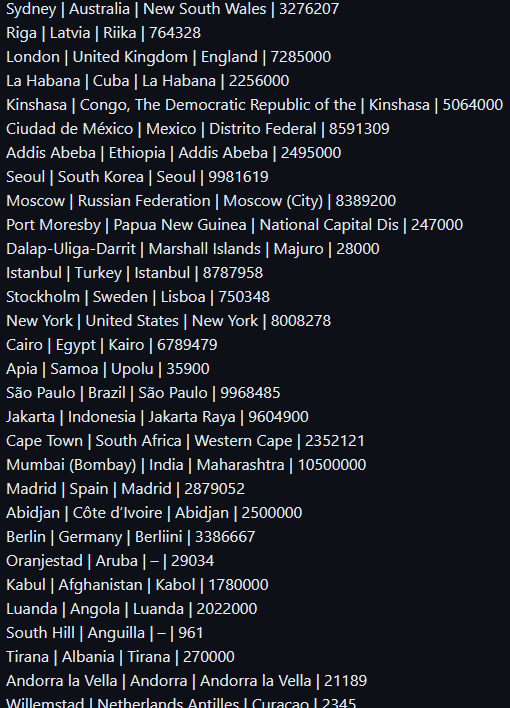 Sydney | Australia | New South Wales | 3276207
Riga | Latvia | Riika | 764328
London | United Kingdom | England | 7285000
La Habana | Cuba | La Habana | 2256000
Kinshasa | Congo, The Democratic Republic of the | Kinshasa | 5064000
Ciudad de México | Mexico | Distrito Federal | 8591309
Addis Abeba | Ethiopia | Addis Abeba | 2495000
Seoul | South Korea | Seoul | 9981619
Moscow | Russian Federation | Moscow (City) | 8389200
Port Moresby | Papua New Guinea | National Capital Dis | 247000
Dalap-Uliga-Darrit | Marshall Islands | Majuro | 28000
Istanbul | Turkey | Istanbul | 8787958
Stockholm | Sweden | Lisboa | 750348
New York | United States | New York | 8008278
Cairo | Egypt | Kairo | 6789479
Apia | Samoa | Upolu | 35900
São Paulo | Brazil | São Paulo | 9968485
Jakarta | Indonesia | Jakarta Raya | 9604900
Cape Town | South Africa | Western Cape | 2352121
Mumbai (Bombay) | India | Maharashtra | 10500000
Madrid | Spain | Madrid | 2879052
Abidjan | Côte d’Ivoire | Abidjan | 2500000
Berlin | Germany | Berliini | 3386667
Oranjestad | Aruba | – | 29034
Kabul | Afghanistan | Kabol | 1780000
Luanda | Angola | Luanda | 2022000
South Hill | Anguilla | – | 961
Tirana | Albania | Tirana | 270000
Andorra la Vella | Andorra | Andorra la Vella | 21189
Willemstad | Netherlands Antilles | Curaçao | 2345